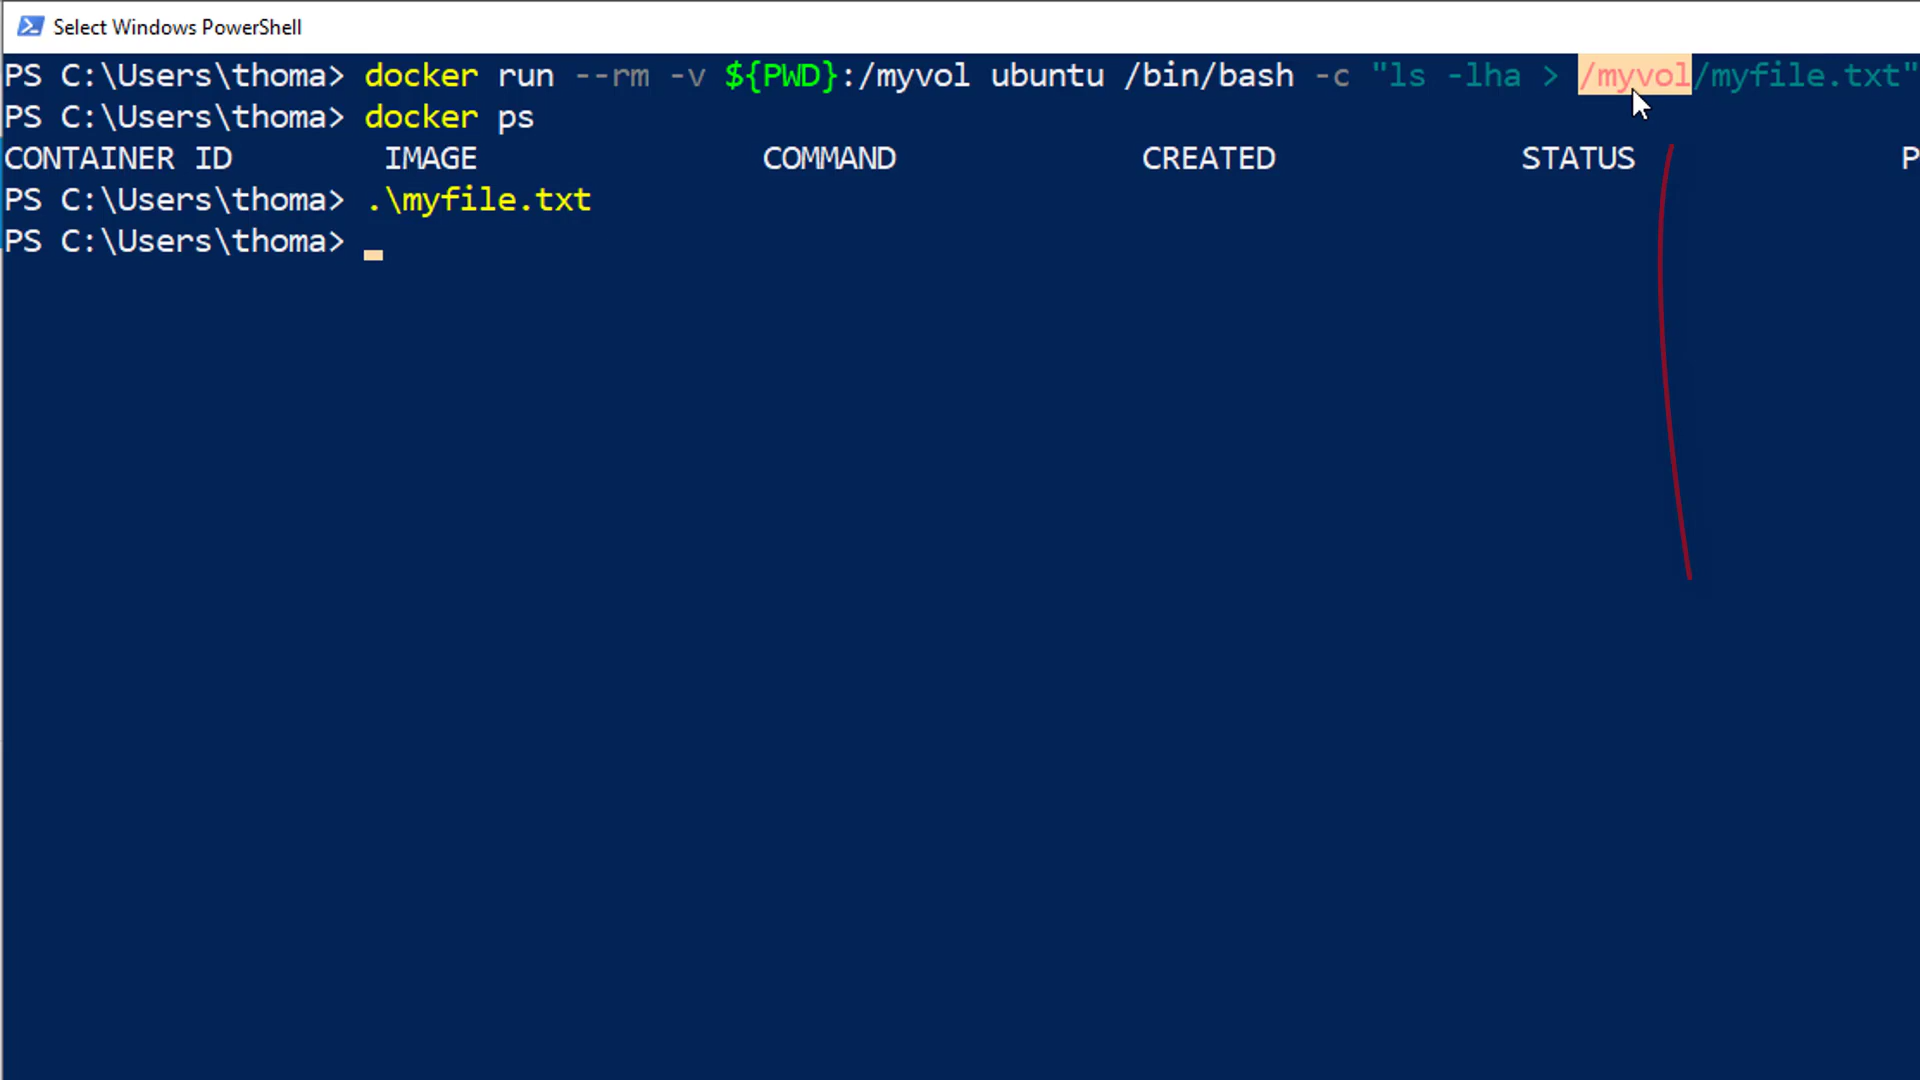 Select Windows PowerShell
PS C:\Users\thoma> docker run --rm -v ${PWD}:/myvol ubuntu /bin/bash -c "ls -lha > /myvol/myfile.txt"
PS C:\Users\thoma> docker ps
CONTAINER ID IMAGE COMMAND CREATED STATUS P
PS C:\Users\thoma> .\myfile.txt
PS C:\Users\thoma>